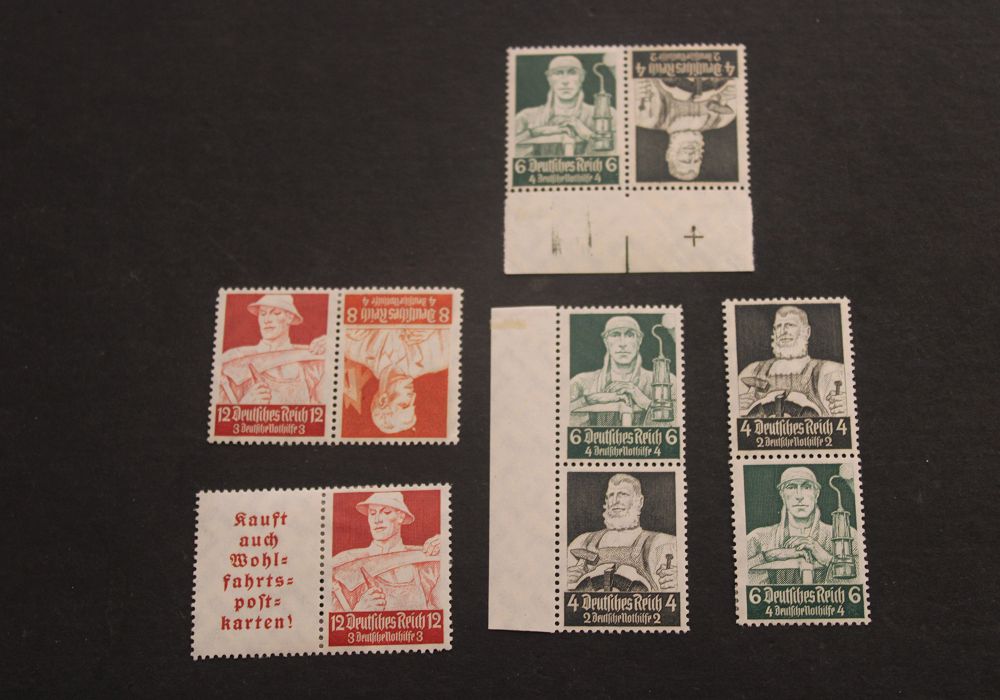 6 Deutsches Reich 6
4 Deutsche Nothilfe 4
4 Deutsches Reich 4
2 Deutsche Nothilfe 2
12 Deutsches Reich 12
3 Deutsche Nothilfe 3
8 Deutsches Reich 8
4 Deutsche Nothilfe 4
6 Deutsches Reich 6
4 Deutsche Nothilfe 4
4 Deutsches Reich 4
2 Deutsche Nothilfe 2
4 Deutsches Reich 4
2 Deutsche Nothilfe 2
6 Deutsches Reich 6
4 Deutsche Nothilfe 4
Kauft
auch
Wohl-
fahrts-
post-
karten!
12 Deutsches Reich 12
3 Deutsche Nothilfe 3